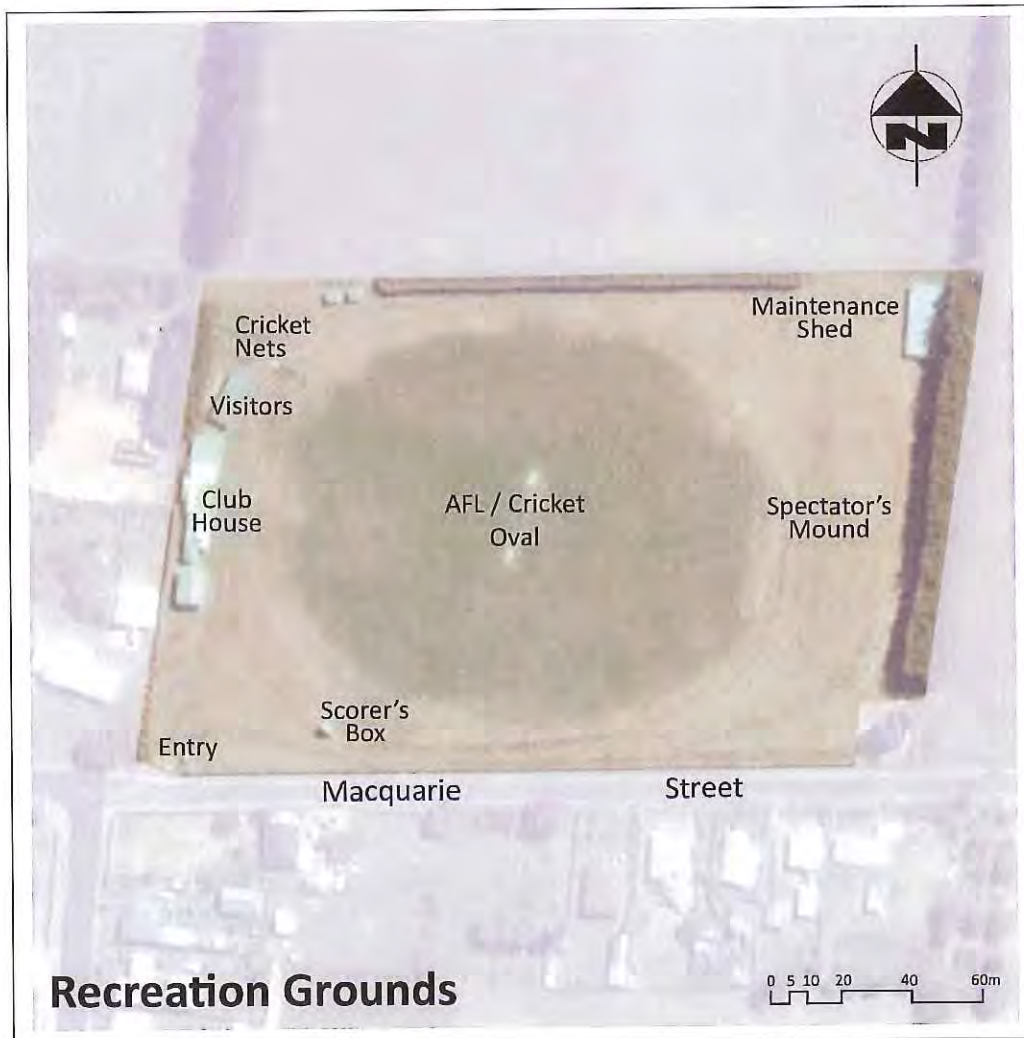 N
Maintenance
Shed
Cricket
Nets
Visitors
Club
House
AFL / Cricket
Oval
Spectator's
Mound
Scorer's
Box
Entry
Macquarie Street
Recreation Grounds
0 5 10 20 40 60m